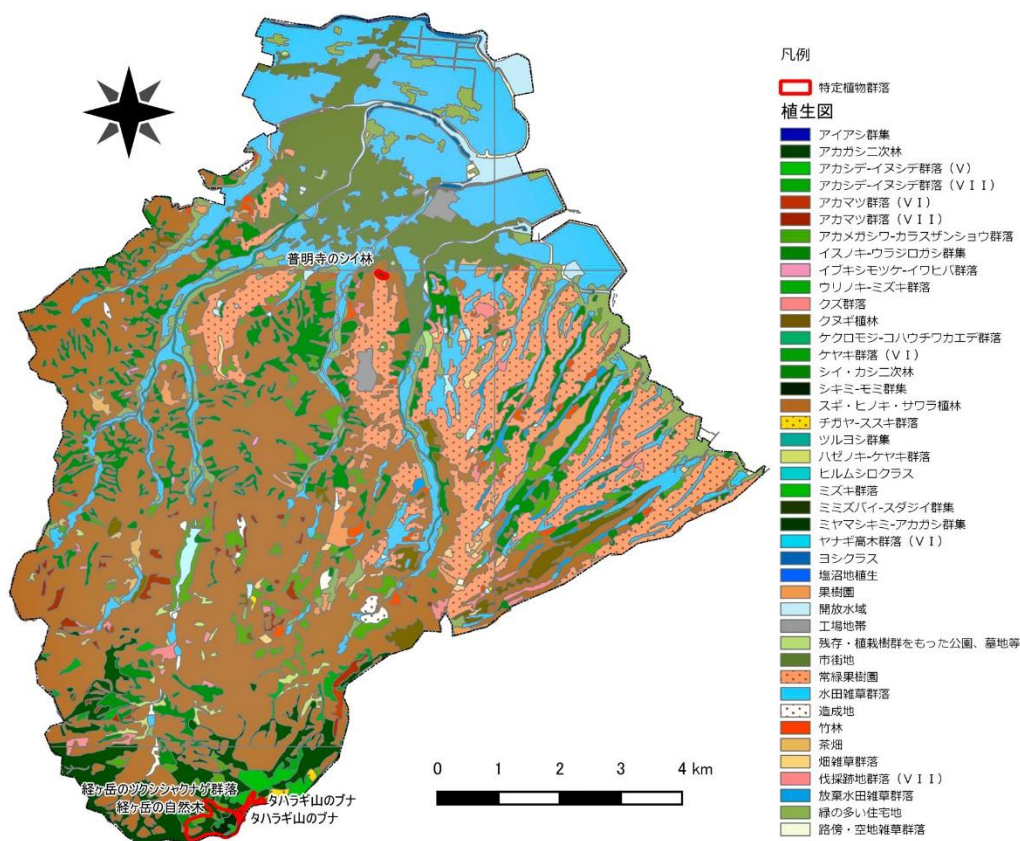 凡例
特定植物群落
植生図
アイアシ群集
アカガシ二次林
アカシデ-イヌシデ群落（V）
アカシデ-イヌシデ群落（VII）
アカマツ群落（VI）
アカマツ群落（VII）
アカメガシワ-カラスザンショウ群落
イスノキ-ウラジロガシ群集
イブキシモツケ-イワヒバ群落
ウリノキ-ミズキ群落
クズ群落
クヌギ植林
ケクロモジ-コハウチワカエデ群落
ケヤキ群落（VI）
シイ・カシ二次林
シキミ-モミ群集
スギ・ヒノキ・サワラ植林
チガヤ-ススキ群落
ツルヨシ群集
ハゼノキ-ケヤキ群落
ヒルムシロクラス
ミズキ群落
ミミズバイ-スダジイ群集
ミヤマシキミ-アカガシ群集
ヤナギ高木群落（VI）
ヨシクラス
塩沼地植生
果樹園
開放水域
工場地帯
残存・植栽樹群をもった公園、墓地等
市街地
常緑果樹園
水田雑草群落
造成地
竹林
茶畑
畑雑草群落
伐採跡地群落（VII）
放棄水田雑草群落
緑の多い住宅地
路傍・空地雑草群落
普明寺のシイ林
経ヶ岳のツクシシャクナゲ群落
経ヶ岳の自然木
タハラギ山のブナ
タハラギ山のブナ
0 1 2 3 4 km